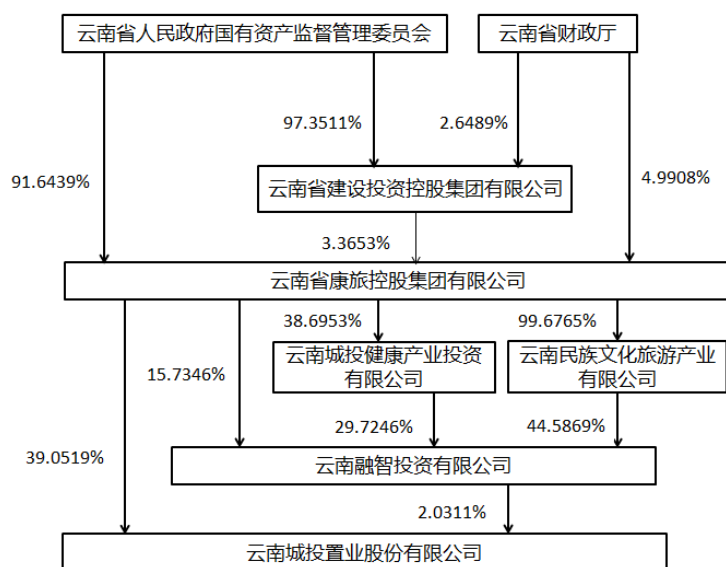 云南省人民政府国有资产监督管理委员会
云南省财政厅
97.3511%
2.6489%
91.6439%
4.9908%
云南省建设投资控股集团有限公司
3.3653%
云南省康旅控股集团有限公司
38.6953%
99.6765%
15.7346%
云南城投健康产业投资
有限公司
云南民族文化旅游产业
有限公司
29.7246%
44.5869%
39.0519%
云南融智投资有限公司
2.0311%
云南城投置业股份有限公司